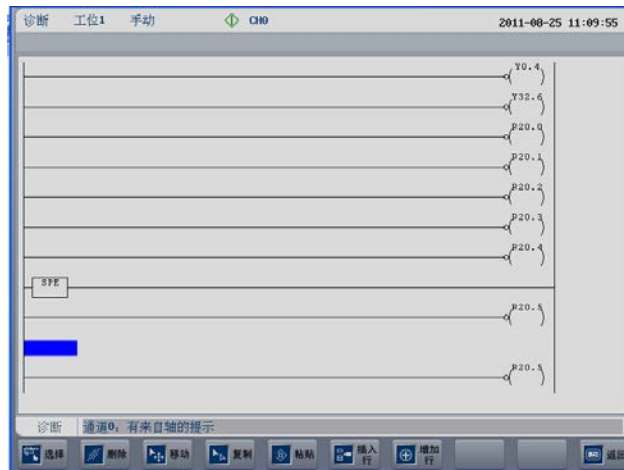 诊断 工位1 手动 CH0 2011-08-25 11:09:55
Y0.4
Y32.6
R20.0
R20.1
R20.2
R20.3
R20.4
SPE
R20.5
R20.5
诊断 通道0：有来自轴的提示
选择 删除 移动 复制 粘贴 插入行 增加行 返回